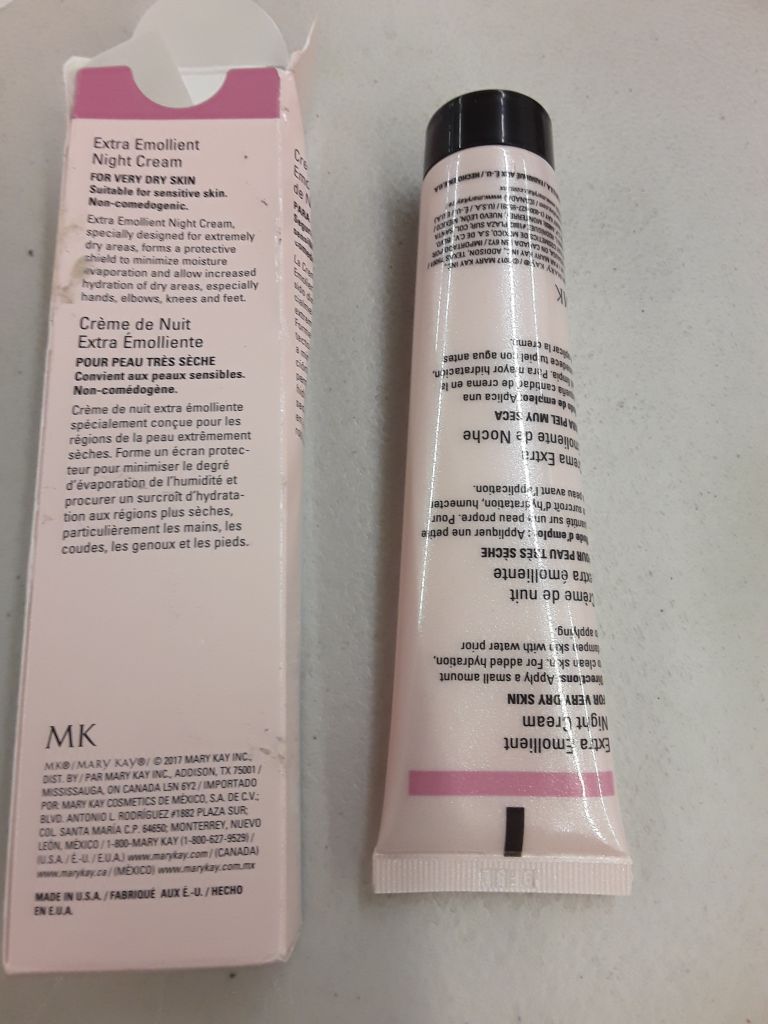 Extra Emollient
Night Cream
FOR VERY DRY SKIN
Suitable for sensitive skin.
Non-comedogenic.
Extra Emollient Night Cream,
specially designed for extremely
dry areas, forms a protective
shield to minimize moisture
evaporation and allow increased
hydration of dry areas, especially
hands, elbows, knees and feet.
Crème de Nuit
Extra Émolliente
POUR PEAU TRÈS SÈCHE
Convient aux peaux sensibles.
Non-comédogène.
Crème de nuit extra émolliente
spécialement conçue pour les
régions de la peau extrêmement
sèches. Forme un écran protec-
teur pour minimiser le degré
d'évaporation de l'humidité et
procurer un surcroît d'hydrata-
tion aux régions plus sèches,
particulièrement les mains, les
coudes, les genoux et les pieds.
MK
MK®/MARY KAY®/ © 2017 MARY KAY INC.,
DIST. BY / PAR MARY KAY INC., ADDISON, TX 75001 /
MISSISSAUGA, ON CANADA L5N 6Y2 / IMPORTADO
POR: MARY KAY COSMETICS DE MÉXICO, S.A. DE C.V.;
BLVD. ANTONIO L. RODRÍGUEZ #1882 PLAZA SUR;
COL. SANTA MARÍA C.P. 64650; MONTERREY, NUEVO
LEÓN, MÉXICO / 1-800-MARY KAY (1-800-627-9529) /
(U.S.A. / É.-U. / E.U.A.) www.marykay.com / (CANADA)
www.marykay.ca / (MÉXICO) www.marykay.com.mx
MADE IN U.S.A. / FABRIQUÉ AUX É.-U. / HECHO
EN E.U.A.
Extra Emollient
Night Cream
FOR VERY DRY SKIN
Directions: Apply a small amount
to clean skin. For added hydration,
dampen skin with water prior
to applying.
Crème de nuit
extra émolliente
POUR PEAU TRÈS SÈCHE
Mode d'emploi : Appliquer une petite
quantité sur une peau propre. Pour
un surcroît d'hydratation, humecter
la peau avant l'application.
Crema Extra
Emoliente de Noche
PARA PIEL MUY SECA
Modo de empleo: Aplica una
pequeña cantidad de crema en la
piel limpia. Para mayor hidratación,
humedece tu piel con agua antes
de aplicar la crema.
MK
©2017 MARY KAY INC.
ADDISON, TEXAS 75001